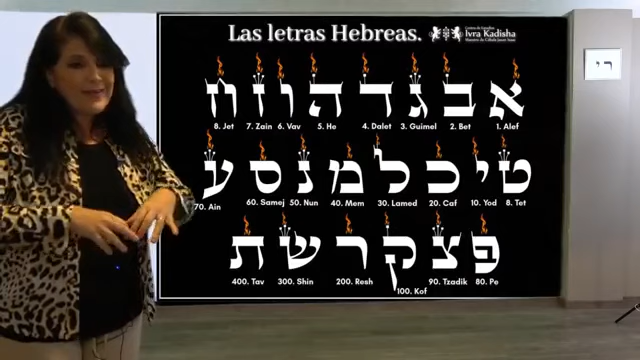 Las letras Hebreas.
Centro de Estudios
Ivra Kadisha
א ב ג ד ה ו ז ח
8. Jet 7. Zain 6. Vav 5. He 4. Dalet 3. Guimel 2. Bet 1. Alef
ט י כ ל מ נ ס ע
70. Ain 60. Samej 50. Nun 40. Mem 30. Lamed 20. Caf 10. Yod 8. Tet
פ צ ק ר ש ת
400. Tav 300. Shin 200. Resh 100. Kof 90. Tzadik 80. Pe